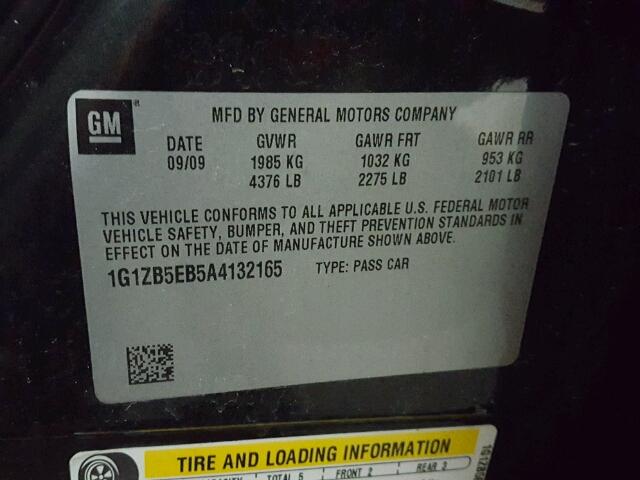 GM
MFD BY GENERAL MOTORS COMPANY
DATE GVWR GAWR FRT GAWR RR
09/09 1985 KG 1032 KG 953 KG
4376 LB 2275 LB 2101 LB
THIS VEHICLE CONFORMS TO ALL APPLICABLE U.S. FEDERAL MOTOR
VEHICLE SAFETY, BUMPER, AND THEFT PREVENTION STANDARDS IN
EFFECT ON THE DATE OF MANUFACTURE SHOWN ABOVE.
1G1ZB5EB5A4132165 TYPE: PASS CAR
TIRE AND LOADING INFORMATION
TOTAL 5 FRONT 2 REAR 3